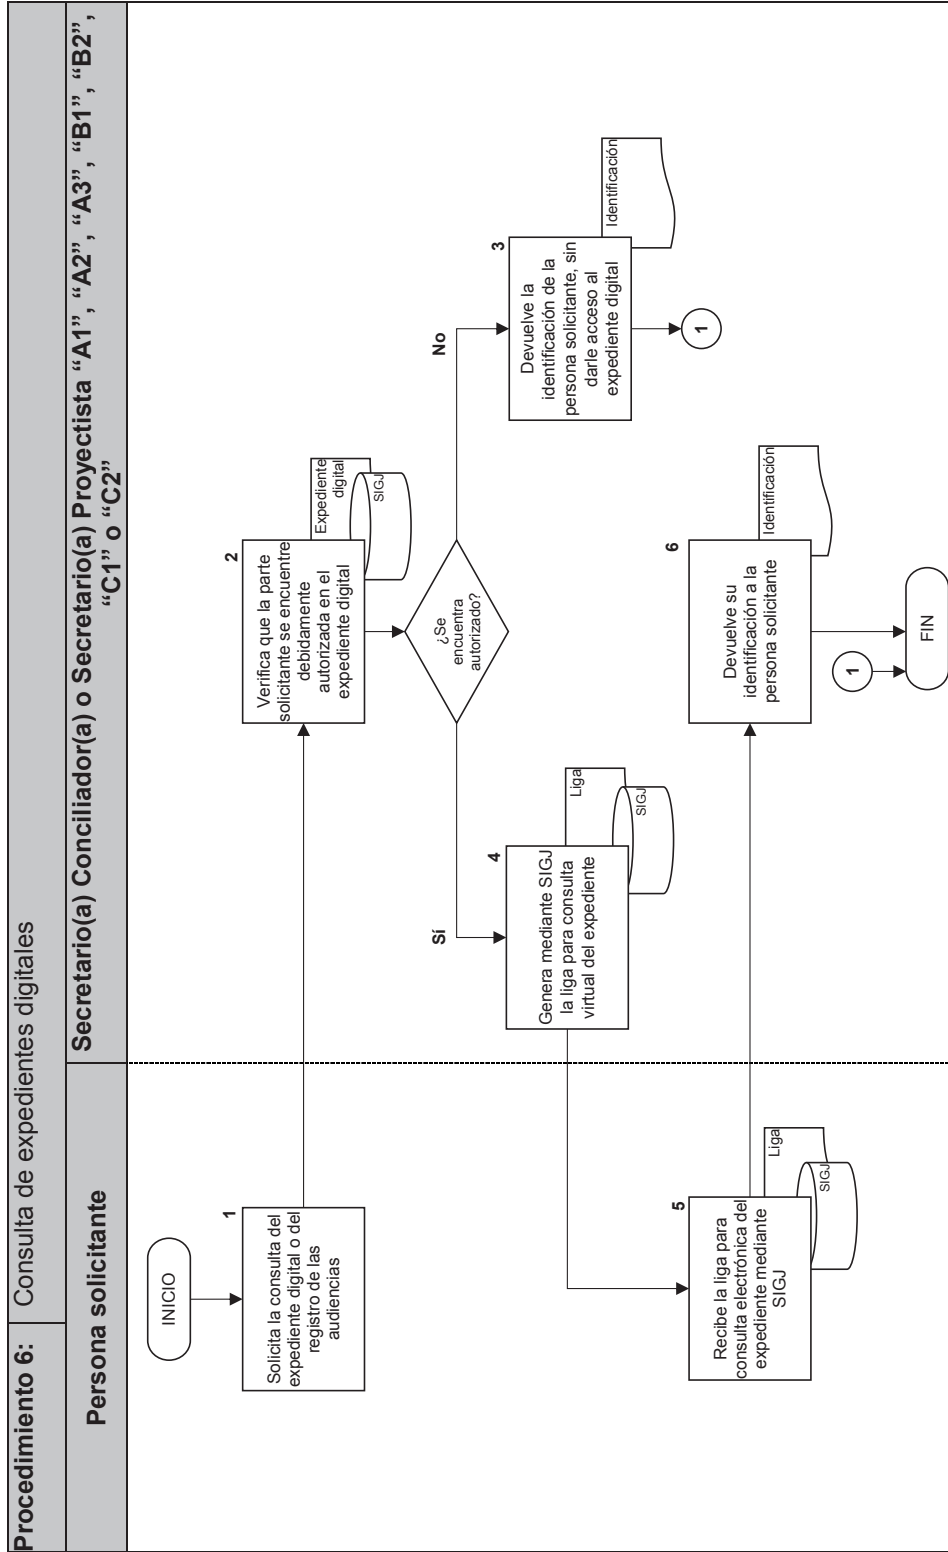 Procedimiento 6: Consulta de expedientes digitales
Persona solicitante
Secretario(a) Conciliador(a) o Secretario(a) Proyectista “A1”, “A2”, “A3”, “B1”, “B2”,
“C1” o “C2”
INICIO
1
Solicita la consulta del
expediente digital o del
registro de las
audiencias
2
Verifica que la parte
solicitante se encuentre
debidamente
autorizada en el
expediente digital
Expediente
digital
SIGJ
¿Se
encuentra
autorizado?
Sí
No
3
Devuelve la
identificación de la
persona solicitante, sin
darle acceso al
expediente digital
Identificación
1
4
Genera mediante SIGJ
la liga para consulta
virtual del expediente
Liga
SIGJ
5
Recibe la liga para
consulta electrónica del
expediente mediante
SIGJ
Liga
SIGJ
6
Devuelve su
identificación a la
persona solicitante
Identificación
1
FIN